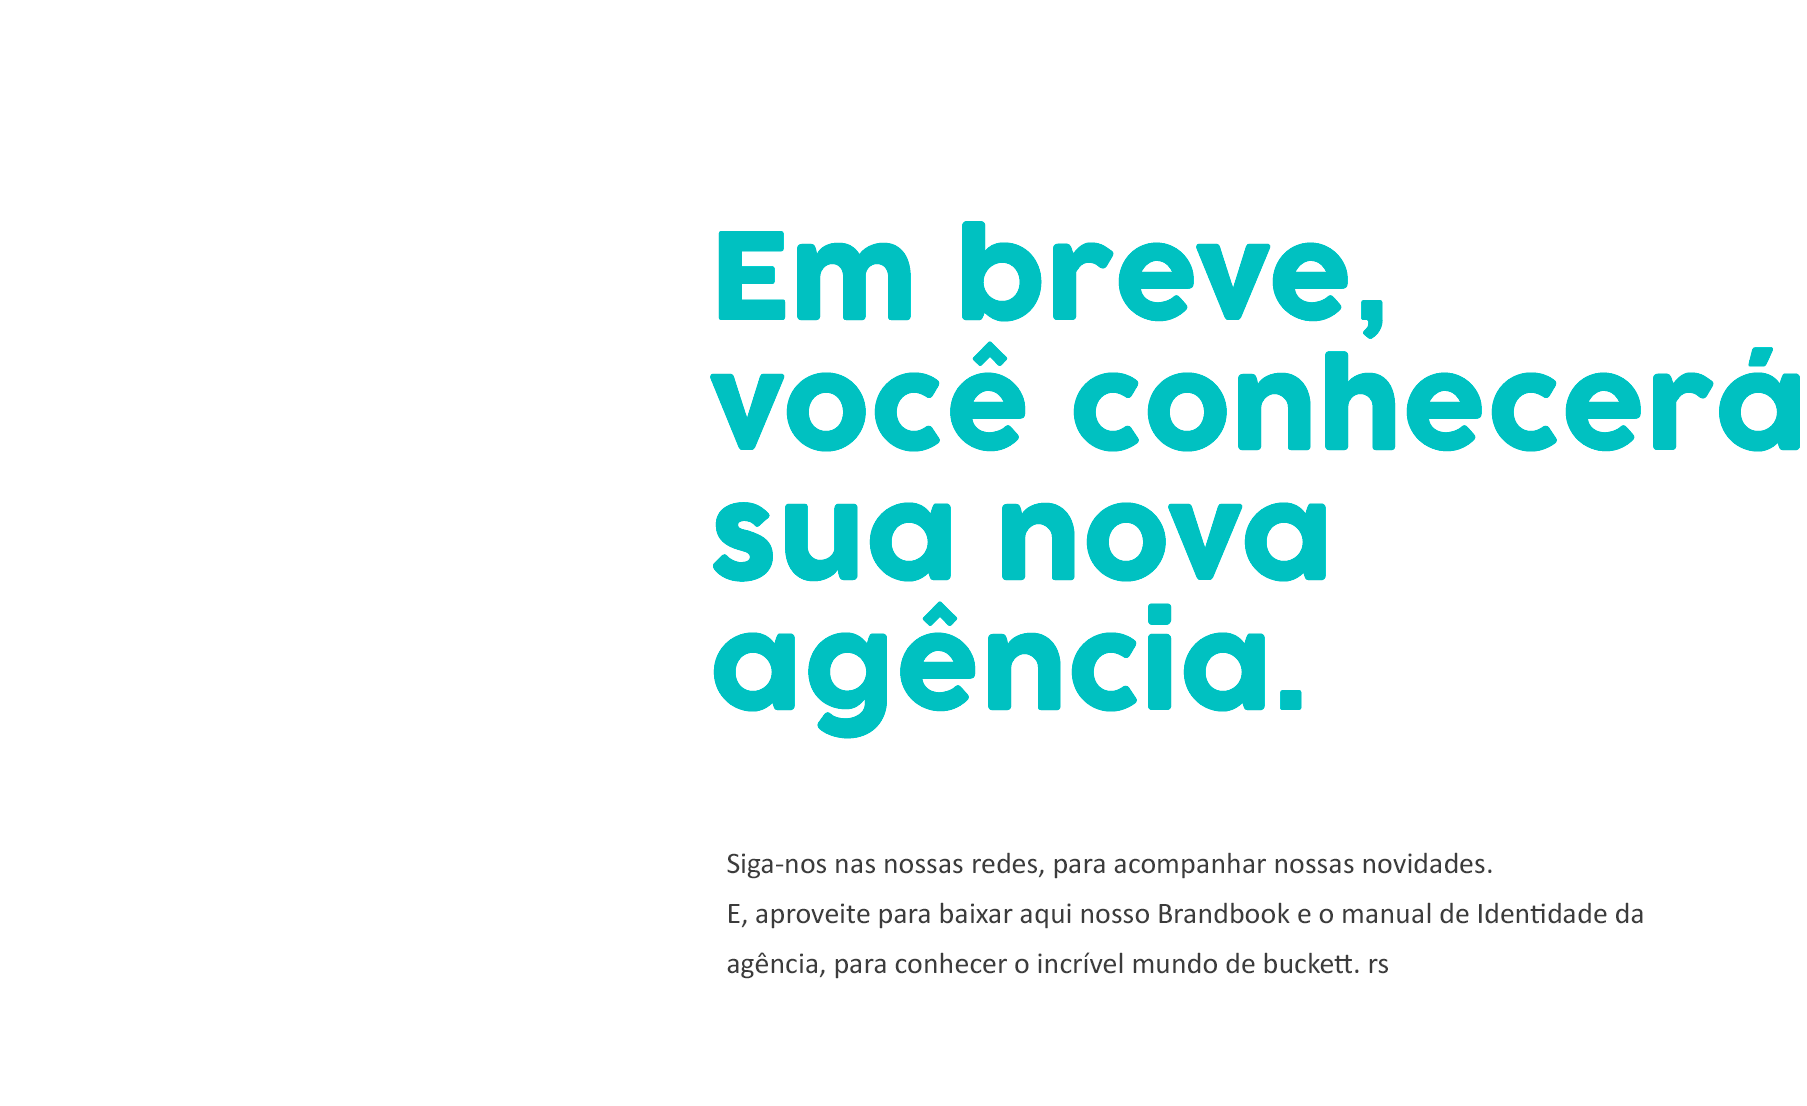 Em breve,
você conhecerá
sua nova
agência.
Siga-nos nas nossas redes, para acompanhar nossas novidades.
E, aproveite para baixar aqui nosso Brandbook e o manual de Identidade da
agência, para conhecer o incrível mundo de buckett. rs